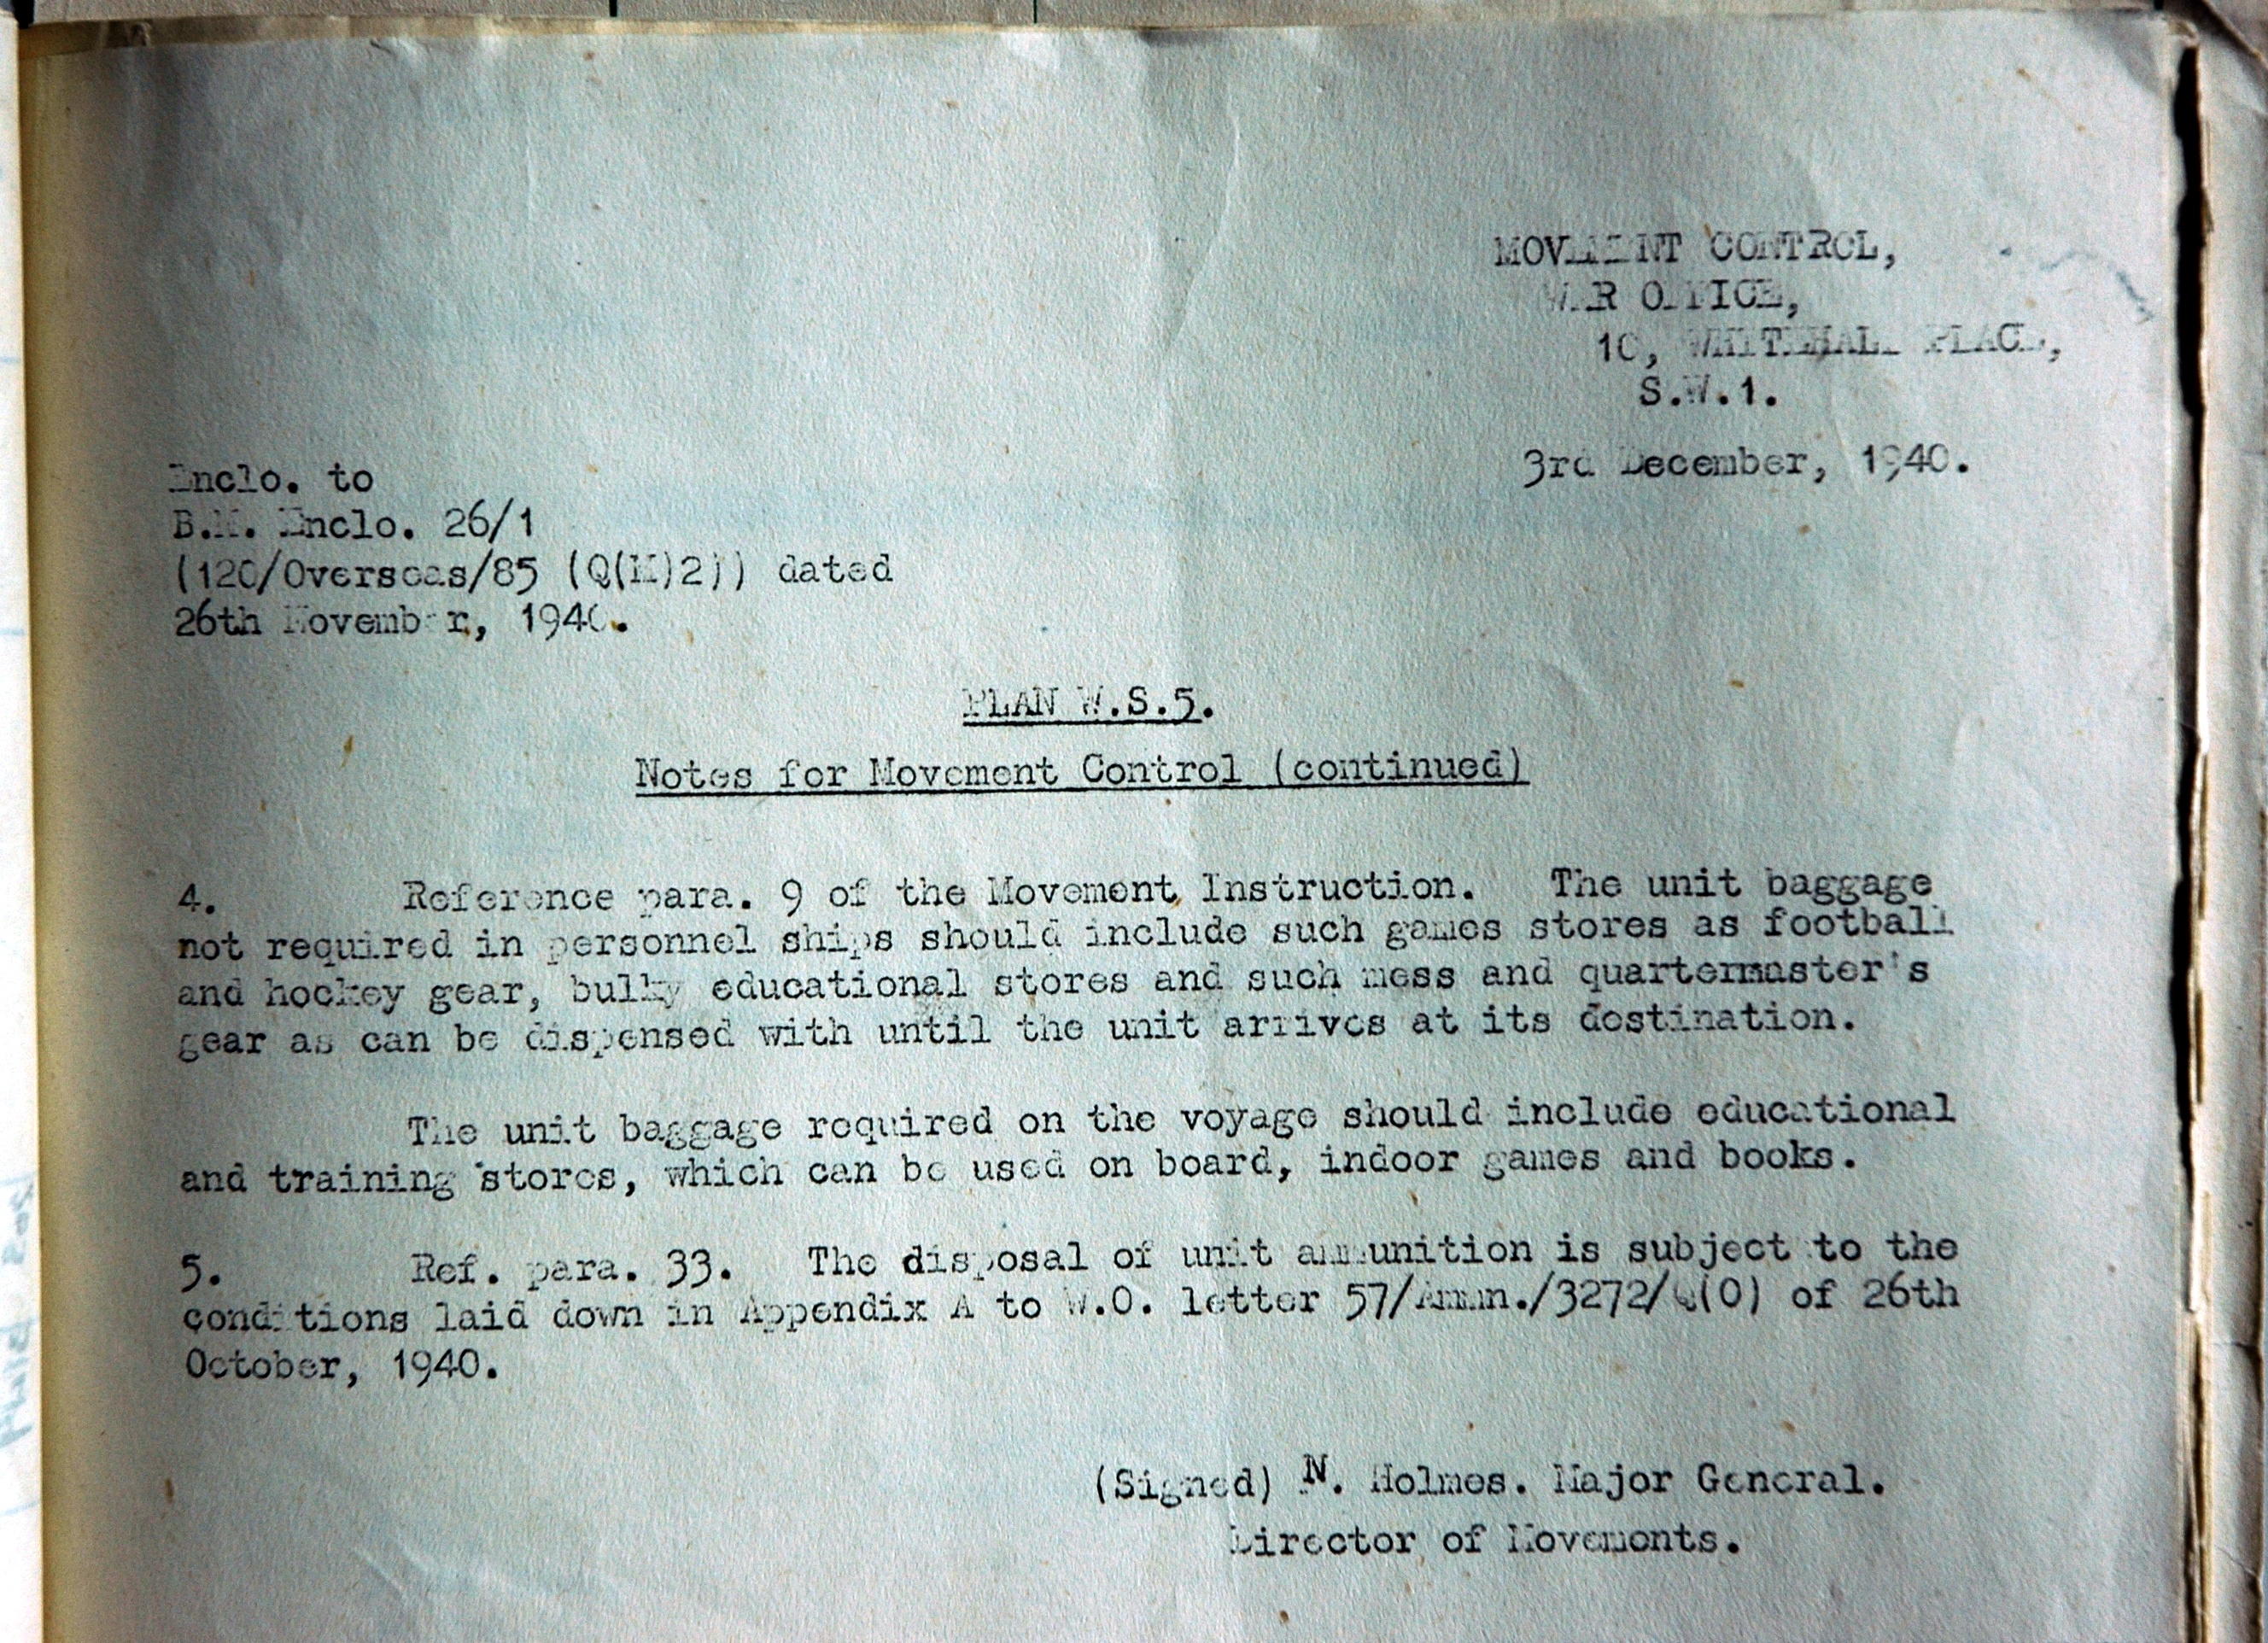 MOVEMENT CONTROL,
WAR OFFICE,
10, WHITEHALL PLACE,
S.W.1.
3rd December, 1940.
Inclo. to
B.M. Inclo. 26/1
(120/Overseas/85 (Q(M)2)) dated
26th November, 1940.
PLAN W.S.5.
Notes for Movement Control (continued)
4. Reference para. 9 of the Movement Instruction. The unit baggage
not required in personnel ships should include such games stores as football
and hockey gear, bulky educational stores and such mess and quartermaster's
gear as can be dispensed with until the unit arrives at its destination.
The unit baggage required on the voyage should include educational
and training stores, which can be used on board, indoor games and books.
5. Ref. para. 33. The disposal of unit ammunition is subject to the
conditions laid down in Appendix A to W.O. letter 57/Ammn./3272/Q(O) of 26th
October, 1940.
(Signed) N. Holmes. Major General.
Director of Movements.